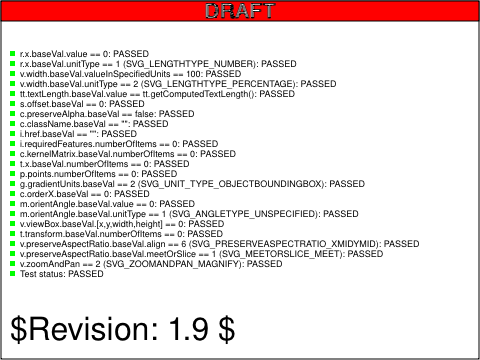 DRAFT
r.x.baseVal.value == 0: PASSED
r.x.baseVal.unitType == 1 (SVG_LENGTHTYPE_NUMBER): PASSED
v.width.baseVal.valueInSpecifiedUnits == 100: PASSED
v.width.baseVal.unitType == 2 (SVG_LENGTHTYPE_PERCENTAGE): PASSED
tt.textLength.baseVal.value == tt.getComputedTextLength(): PASSED
s.offset.baseVal == 0: PASSED
c.preserveAlpha.baseVal == false: PASSED
c.className.baseVal == "": PASSED
i.href.baseVal == "": PASSED
i.requiredFeatures.numberOfItems == 0: PASSED
c.kernelMatrix.baseVal.numberOfItems == 0: PASSED
t.x.baseVal.numberOfItems == 0: PASSED
p.points.numberOfItems == 0: PASSED
g.gradientUnits.baseVal == 2 (SVG_UNIT_TYPE_OBJECTBOUNDINGBOX): PASSED
c.orderX.baseVal == 0: PASSED
m.orientAngle.baseVal.value == 0: PASSED
m.orientAngle.baseVal.unitType == 1 (SVG_ANGLETYPE_UNSPECIFIED): PASSED
v.viewBox.baseVal.[x,y,width,height] == 0: PASSED
t.transform.baseVal.numberOfItems == 0: PASSED
v.preserveAspectRatio.baseVal.align == 6 (SVG_PRESERVEASPECTRATIO_XMIDYMID): PASSED
v.preserveAspectRatio.baseVal.meetOrSlice == 1 (SVG_MEETORSLICE_MEET): PASSED
v.zoomAndPan == 2 (SVG_ZOOMANDPAN_MAGNIFY): PASSED
Test status: PASSED
$Revision: 1.9 $